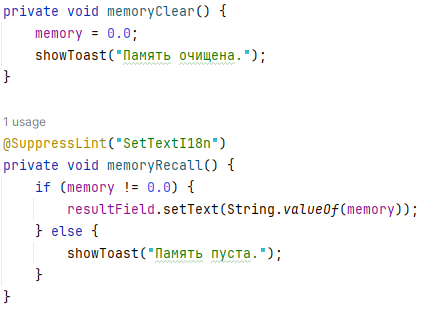 private void memoryClear() {
    memory = 0.0;
    showToast("Память очищена.");
}
1 usage
@SuppressLint("SetTextI18n")
private void memoryRecall() {
    if (memory != 0.0) {
        resultField.setText(String.valueOf(memory));
    } else {
        showToast("Память пуста.");
    }
}